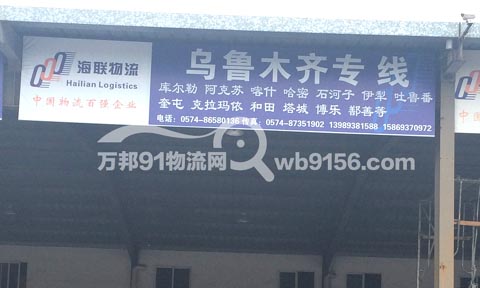 海联物流
Hailian Logistics
中国物流百强企业
乌鲁木齐专线
库尔勒 阿克苏 喀什 哈密 石河子 伊犁 吐鲁番
奎屯 克拉玛依 和田 塔城 博乐 鄯善等
电话：0574-86580136 传真：0574-87351902 13989381588 15869370972
中国
万邦91物流网
wb9156.com